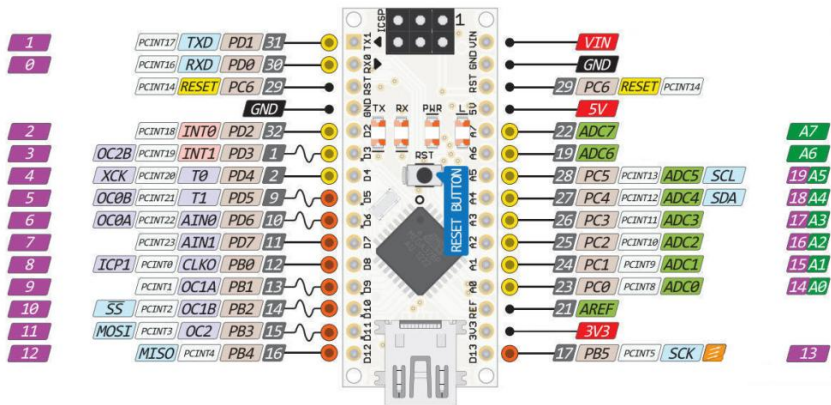 ICSP 1
1 PCINT17 TXD PD1 31 TX1 VIN VIN
0 PCINT16 RXD PD0 30 RX0 GND GND
PCINT14 RESET PC6 29 RST RST 29 PC6 RESET PCINT14
GND GND TX RX PWR L 5V 5V
2 PCINT18 INT0 PD2 32 D2 A7 22 ADC7 A7
3 OC2B PCINT19 INT1 PD3 1 D3 RST A6 19 ADC6 A6
4 XCK PCINT20 T0 PD4 2 D4 A5 28 PC5 PCINT13 ADC5 SCL 19 A5
5 OC0B PCINT21 T1 PD5 9 D5 A4 27 PC4 PCINT12 ADC4 SDA 18 A4
6 OC0A PCINT22 AIN0 PD6 10 D6 A3 26 PC3 PCINT11 ADC3 17 A3
7 PCINT23 AIN1 PD7 11 D7 A2 25 PC2 PCINT10 ADC2 16 A2
8 ICP1 PCINT0 CLKO PB0 12 D8 A1 24 PC1 PCINT9 ADC1 15 A1
9 PCINT1 OC1A PB1 13 D9 A0 23 PC0 PCINT8 ADC0 14 A0
10 SS PCINT2 OC1B PB2 14 D10 REF 21 AREF
11 MOSI PCINT3 OC2 PB3 15 D11 3V3 3V3
12 MISO PCINT4 PB4 16 D12 D13 17 PB5 PCINT5 SCK 13
RESET BUTTON